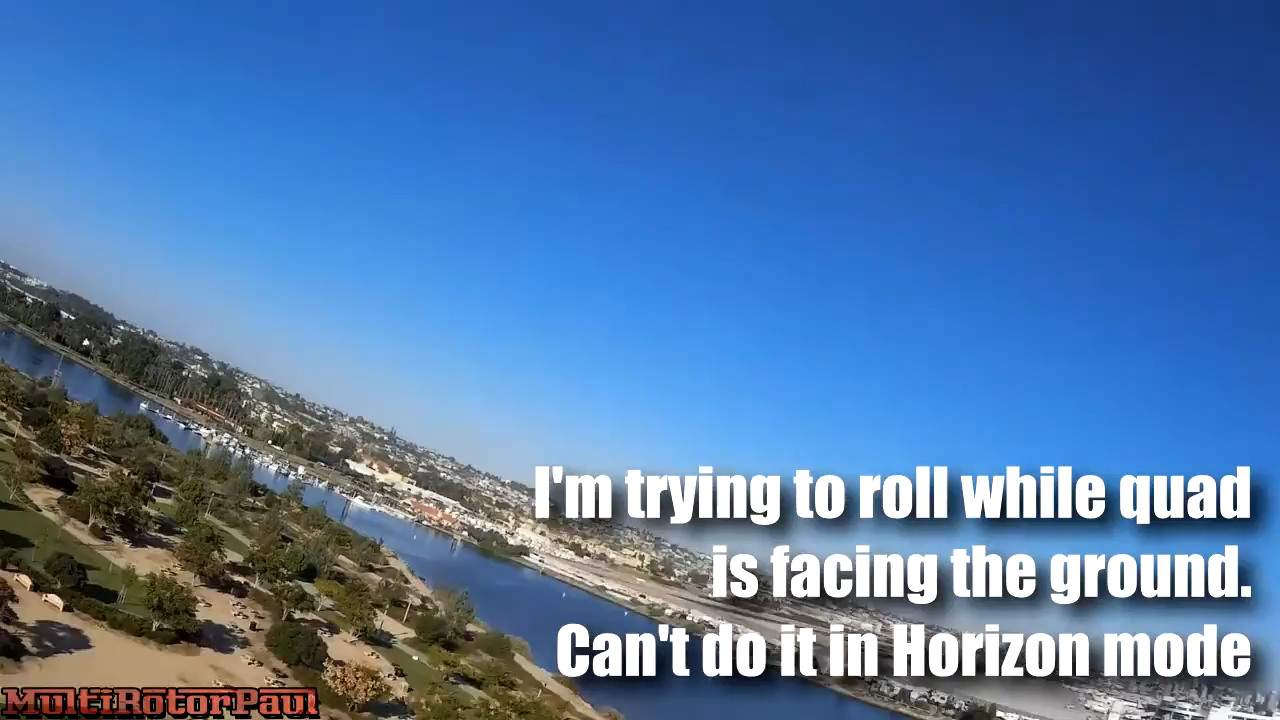 I'm trying to roll while quad
is facing the ground.
Can't do it in Horizon mode
MultiRotorPaul